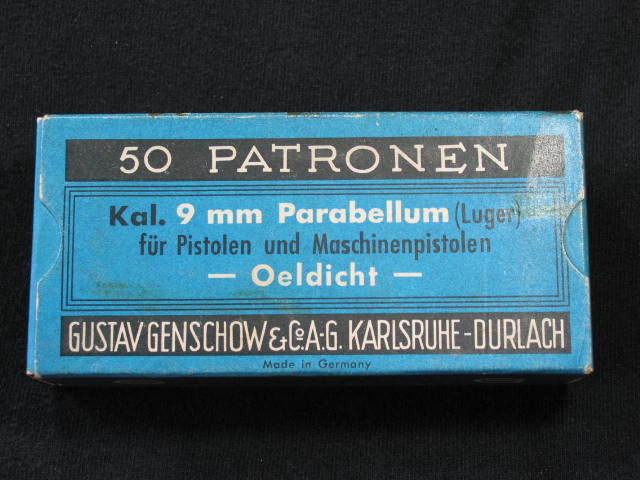 50 PATRONEN
Kal. 9 mm Parabellum (Luger)
für Pistolen und Maschinenpistolen
— Oeldicht —
GUSTAV GENSCHOW & Co. A.-G. KARLSRUHE-DURLACH
Made in Germany